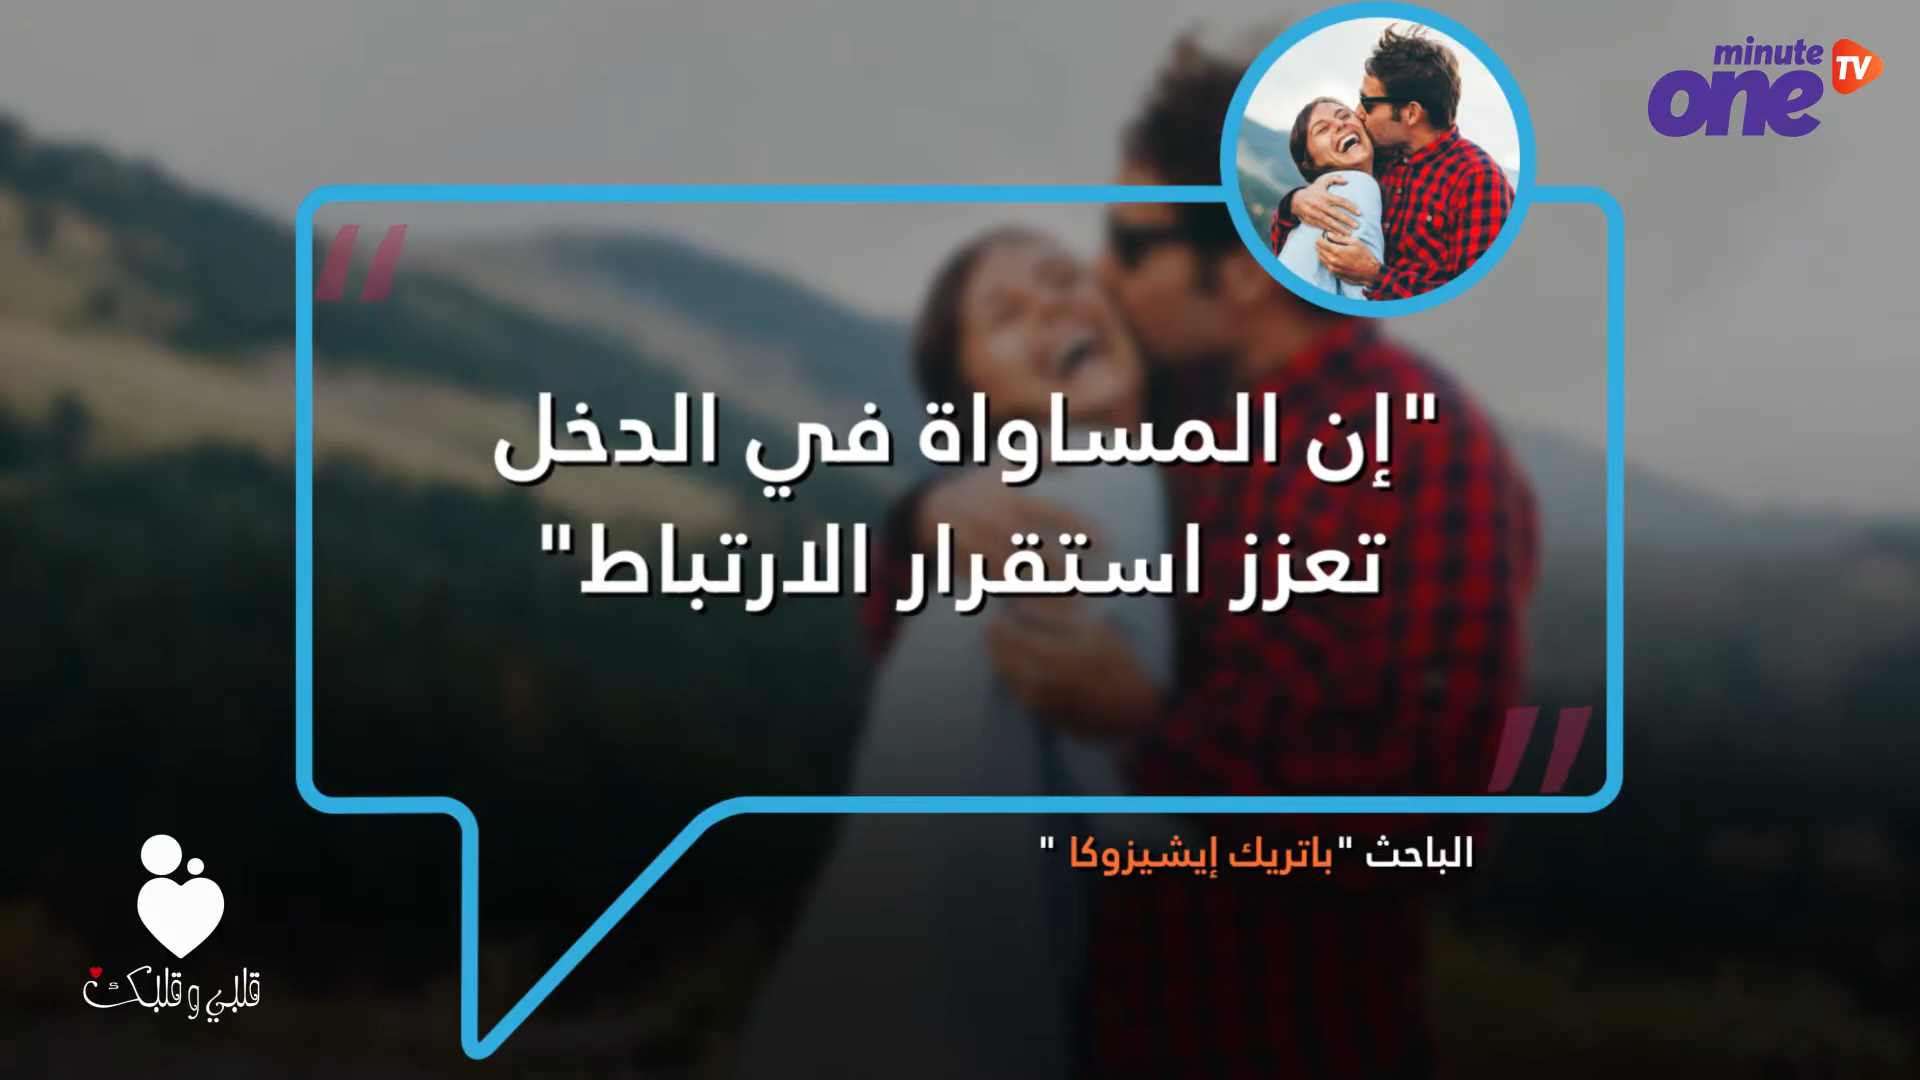 minute
one TV
"إن المساواة في الدخل
تعزز استقرار الارتباط"
الباحث "باتريك إيشيزوكا "
قلبي و قلبك